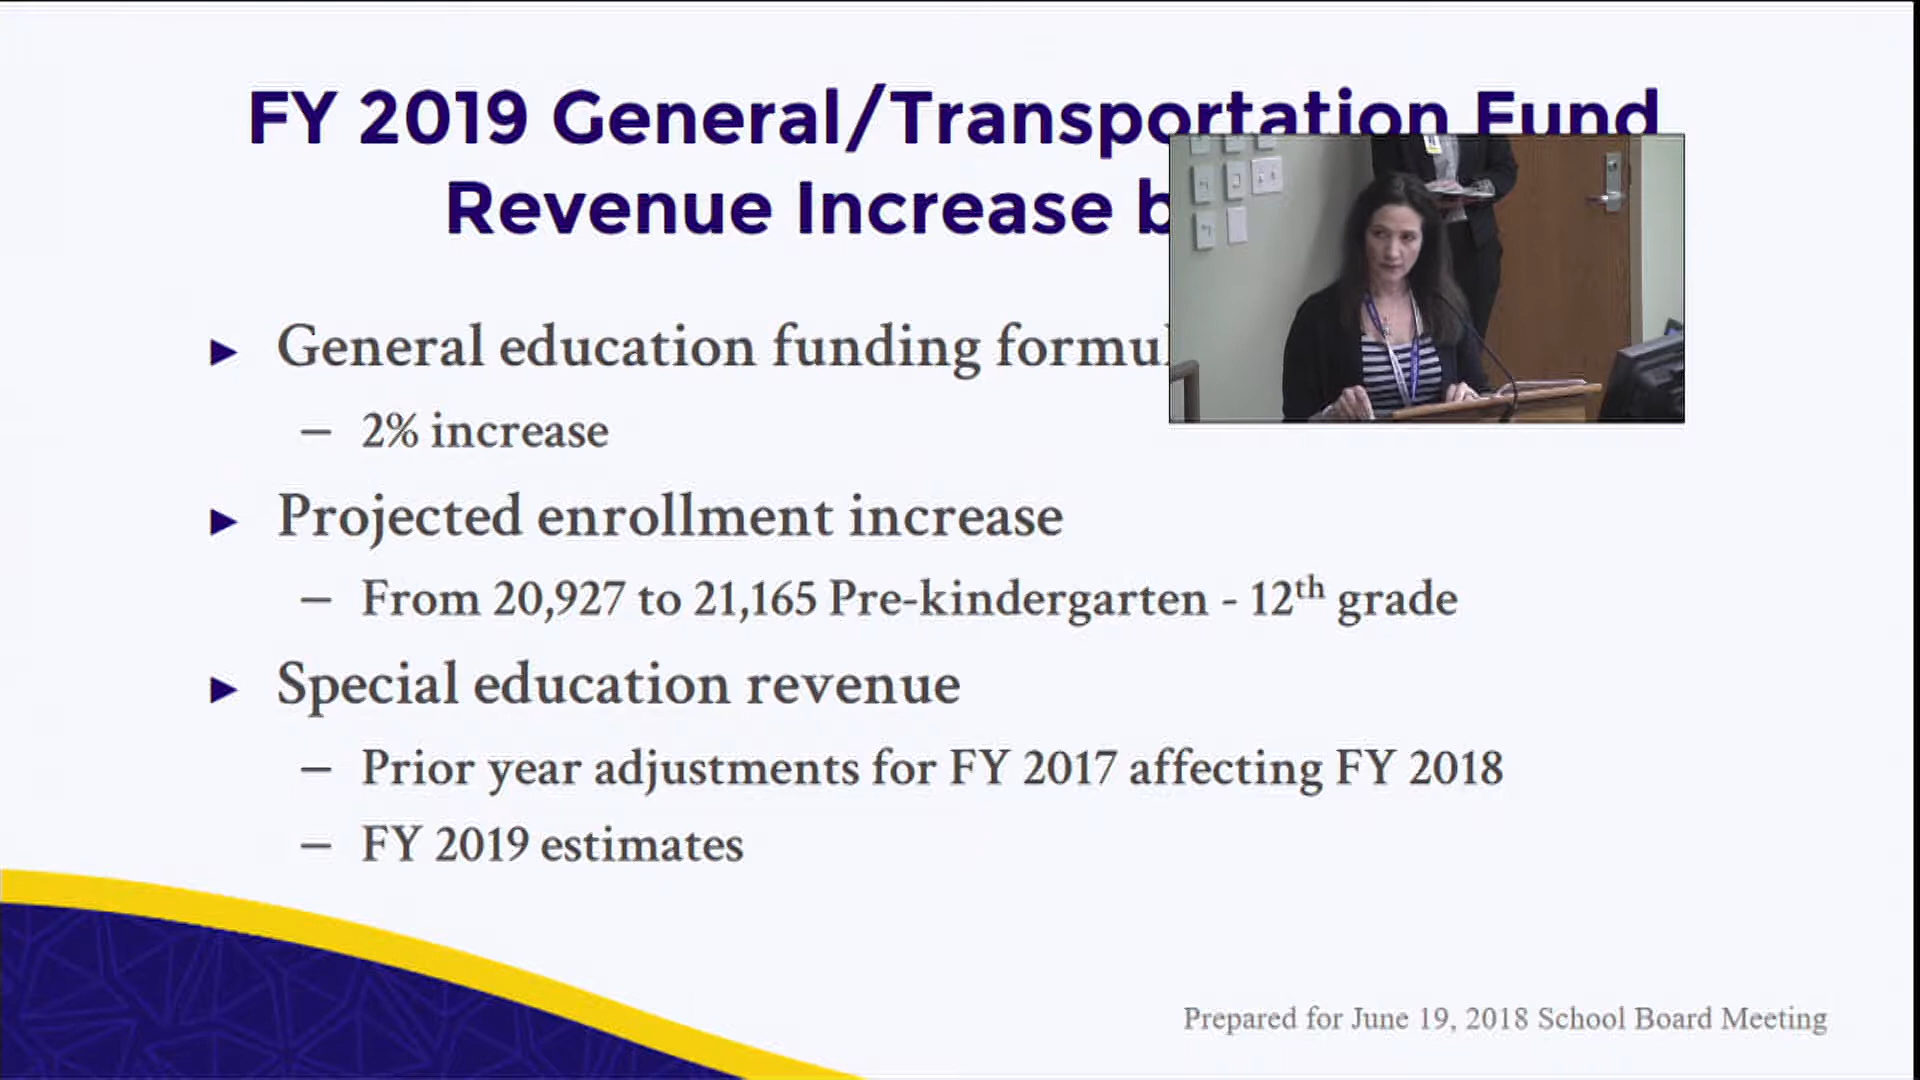 FY 2019 General/Transportation Fund
Revenue Increase
► General education funding
– 2% increase
► Projected enrollment increase
– From 20,927 to 21,165 Pre-kindergarten - 12th grade
► Special education revenue
– Prior year adjustments for FY 2017 affecting FY 2018
– FY 2019 estimates
Prepared for June 19, 2018 School Board Meeting